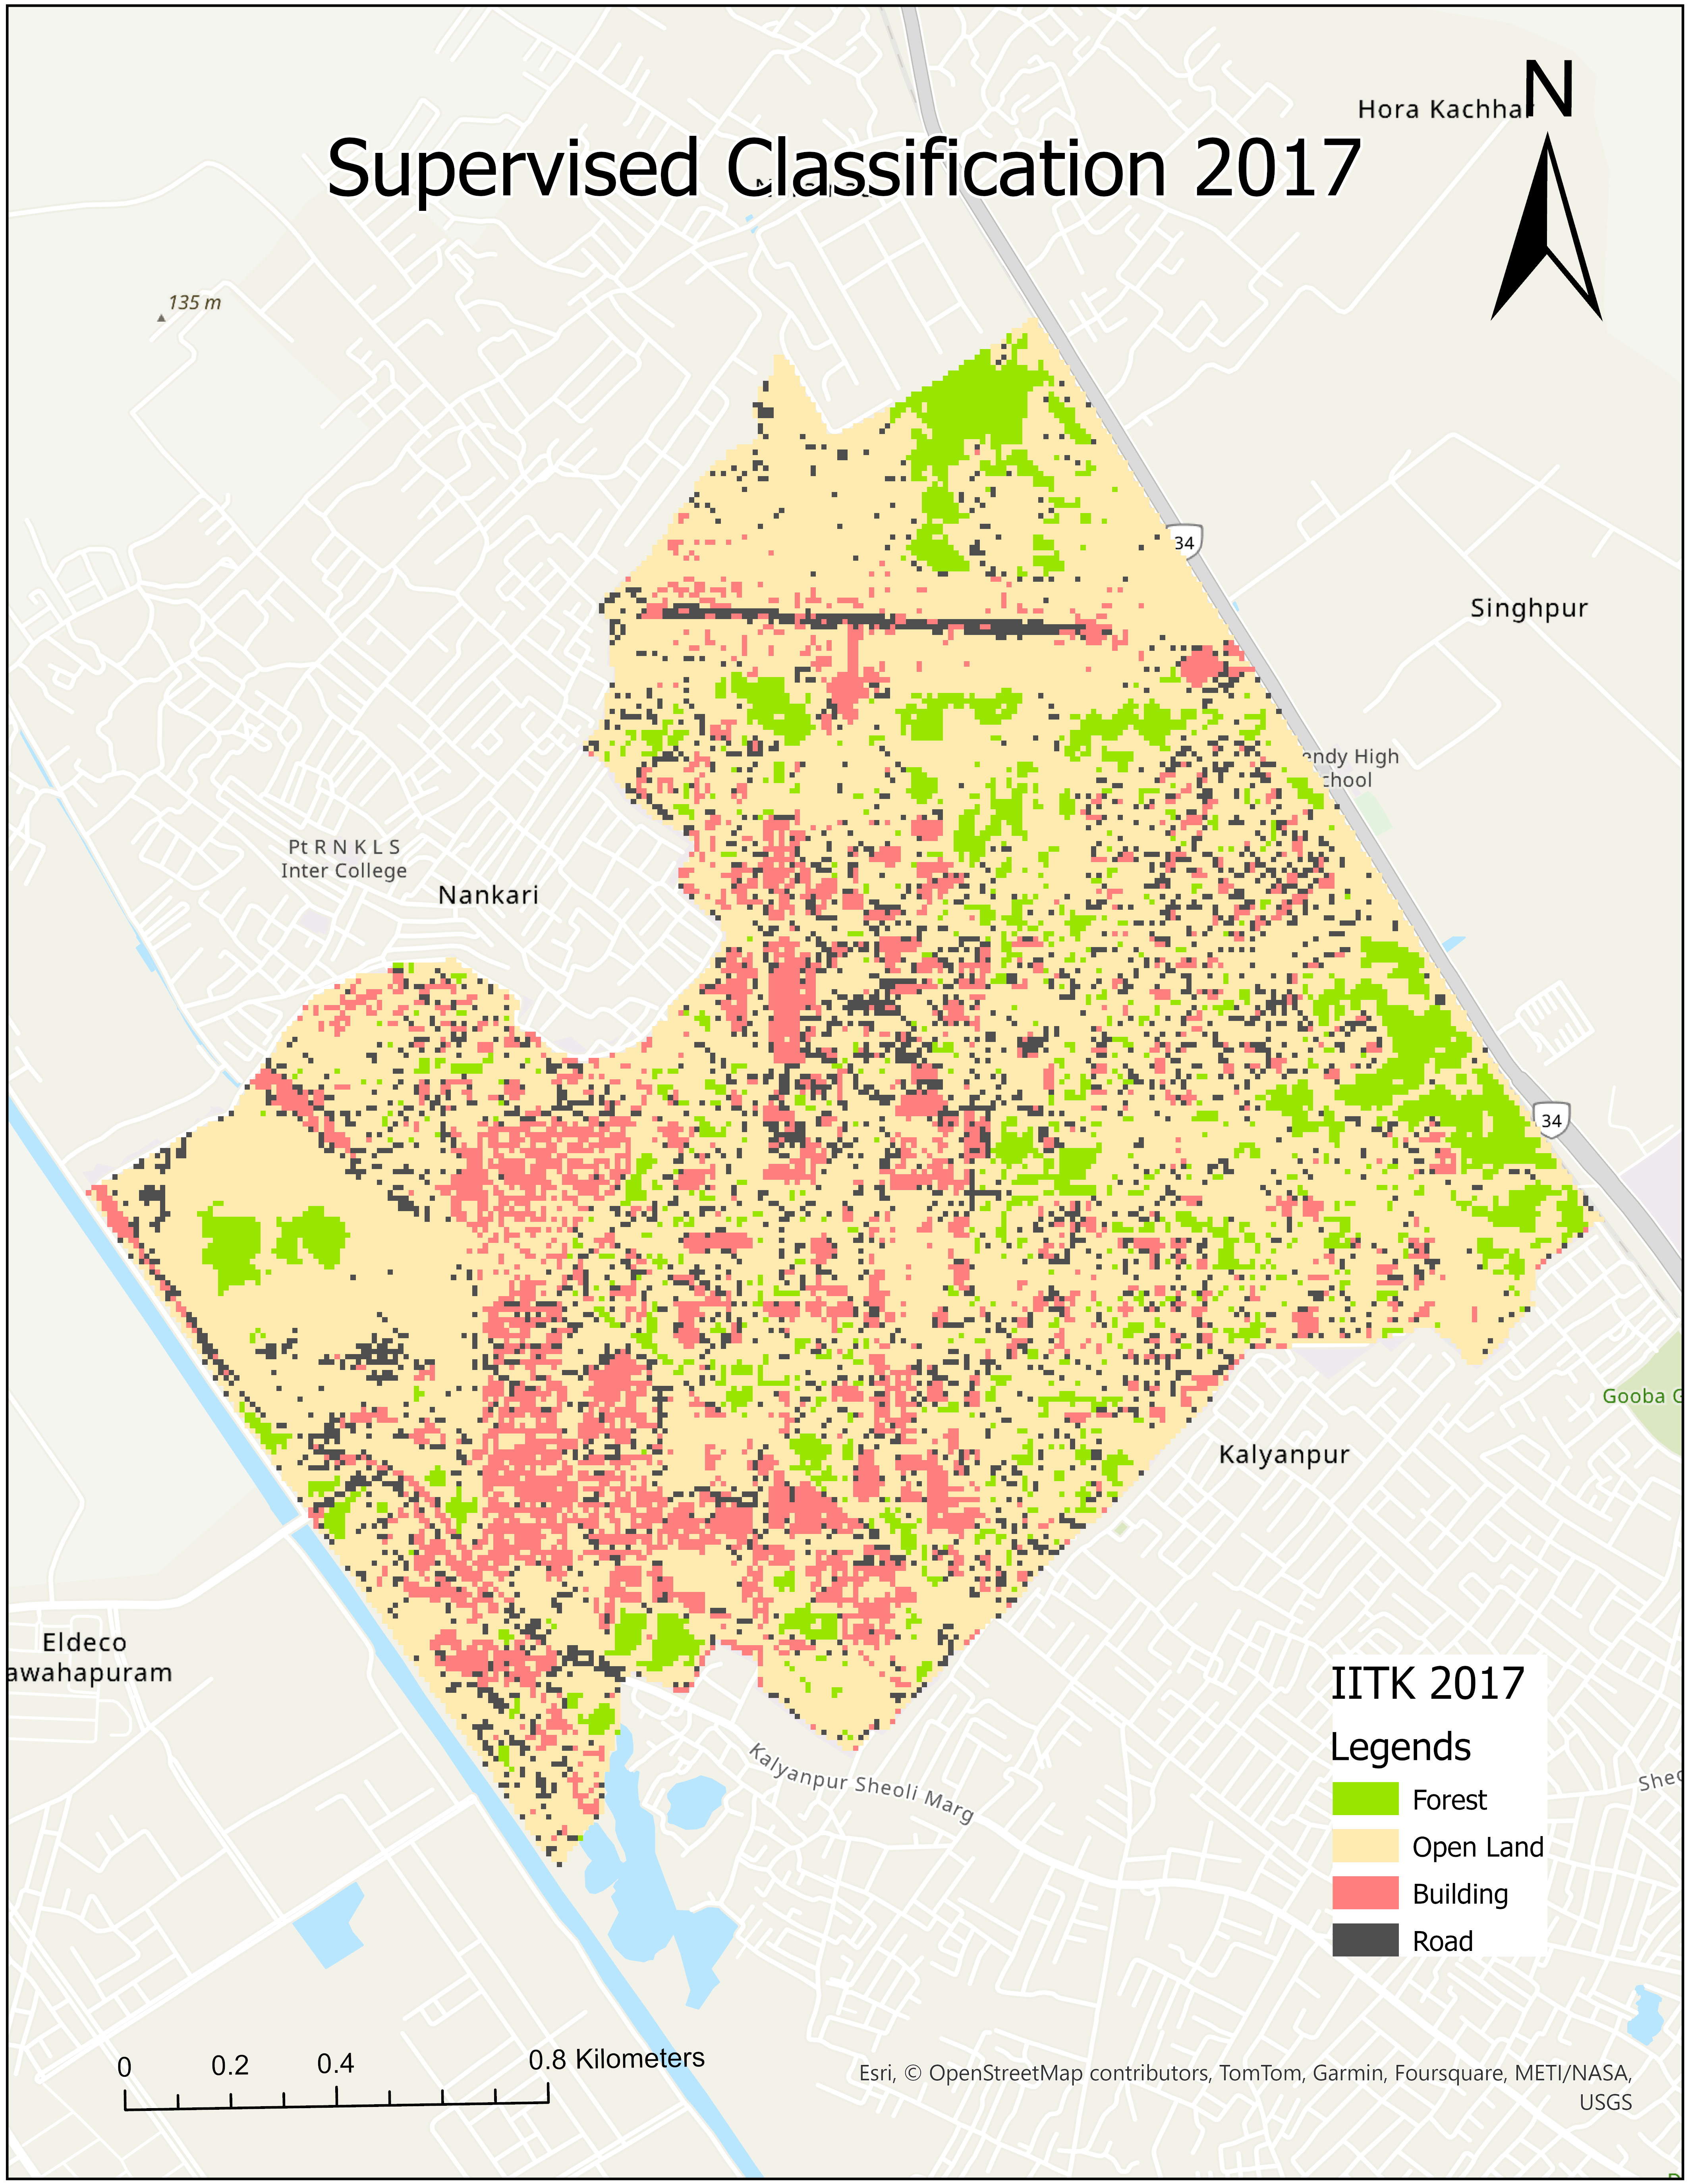 Hora Kachhar
N
Supervised Classification 2017
135 m
34
Singhpur
endy High
chool
Pt R N K L S
Inter College
Nankari
34
Gooba G
Kalyanpur
Eldeco
awahapuram
IITK 2017
Legends
Forest
Open Land
Building
Road
Kalyanpur Sheoli Marg
Sheo
0 0.2 0.4 0.8 Kilometers
Esri, © OpenStreetMap contributors, TomTom, Garmin, Foursquare, METI/NASA,
USGS